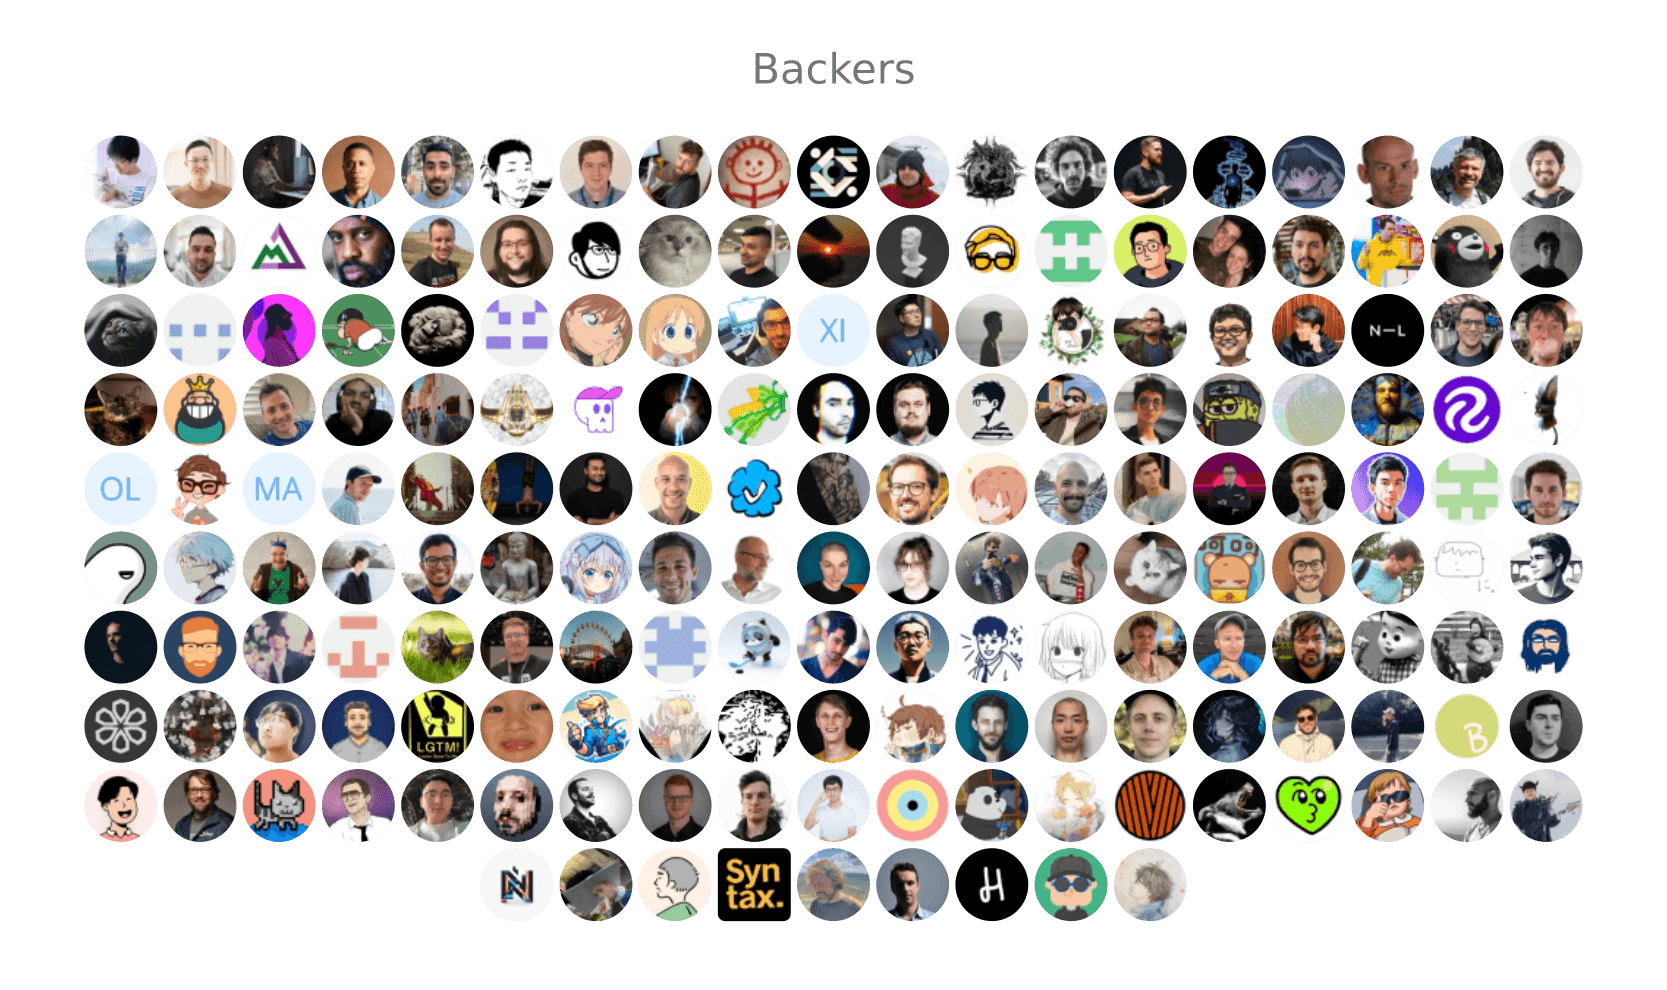 Backers
XI
N—L
OL
MA
LGTM!
B
N
Syn
tax.
H